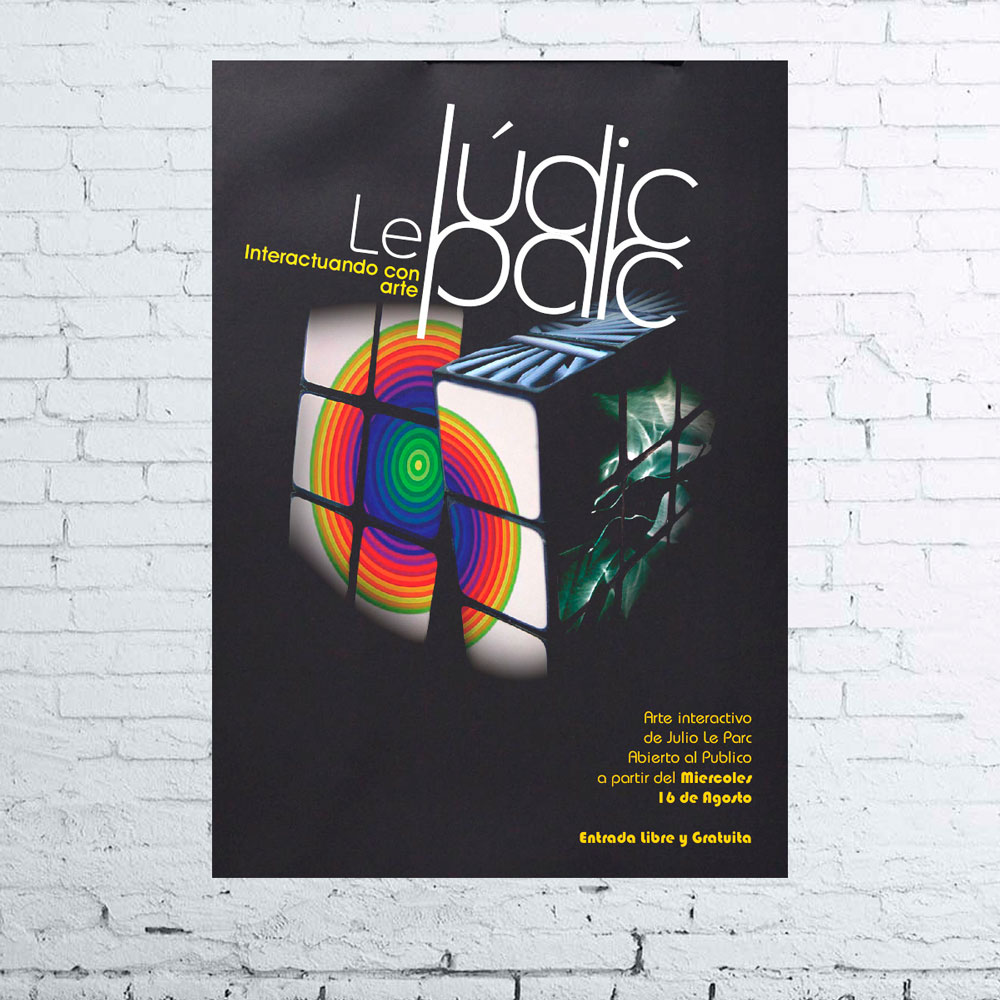 lúdic
Le parc
Interactuando con
arte
Arte interactivo
de Julio Le Parc
Abierto al Publico
a partir del Miercoles
16 de Agosto
Entrada Libre y Gratuita